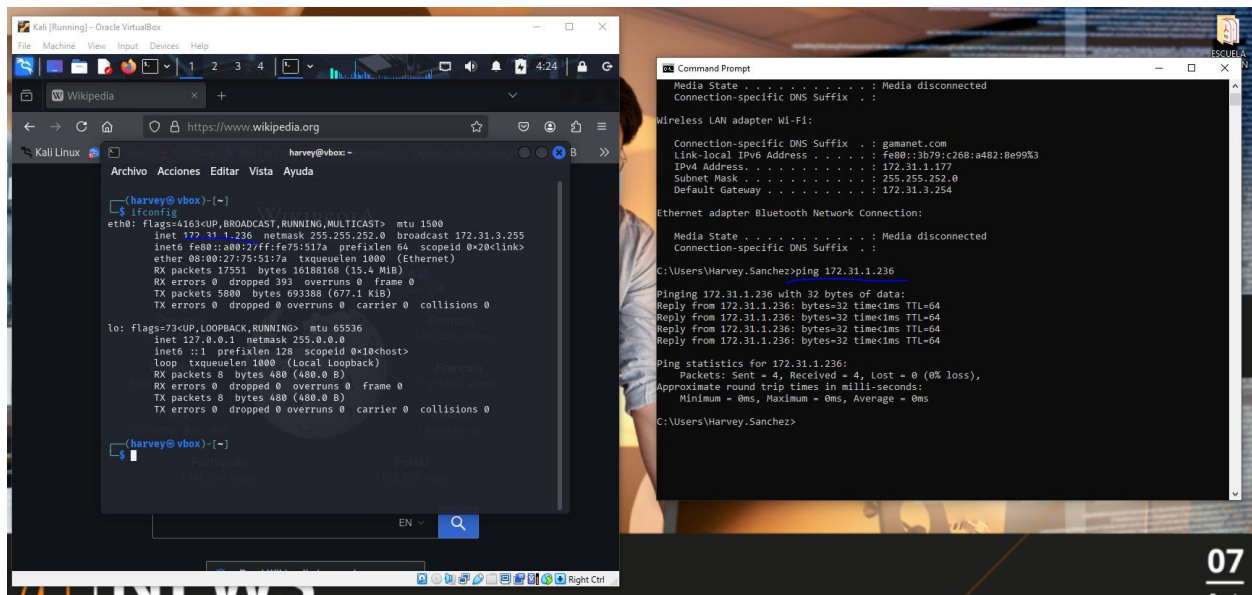 Kali [Running] - Oracle VirtualBox
File Machine View Input Devices Help
1 2 3 4 4:24
Wikipedia
https://www.wikipedia.org
Kali Linux
B
harvey@vbox: ~
Archivo Acciones Editar Vista Ayuda
(harvey㉿vbox)-[~]
$ ifconfig
eth0: flags=4163<UP,BROADCAST,RUNNING,MULTICAST> mtu 1500
inet 172.31.1.236 netmask 255.255.252.0 broadcast 172.31.3.255
inet6 fe80::a00:27ff:fe75:517a prefixlen 64 scopeid 0×20<link>
ether 08:00:27:75:51:7a txqueuelen 1000 (Ethernet)
RX packets 17551 bytes 16188168 (15.4 MiB)
RX errors 0 dropped 393 overruns 0 frame 0
TX packets 5800 bytes 693388 (677.1 KiB)
TX errors 0 dropped 0 overruns 0 carrier 0 collisions 0
lo: flags=73<UP,LOOPBACK,RUNNING> mtu 65536
inet 127.0.0.1 netmask 255.0.0.0
inet6 ::1 prefixlen 128 scopeid 0×10<host>
loop txqueuelen 1000 (Local Loopback)
RX packets 8 bytes 480 (480.0 B)
RX errors 0 dropped 0 overruns 0 frame 0
TX packets 8 bytes 480 (480.0 B)
TX errors 0 dropped 0 overruns 0 carrier 0 collisions 0
(harvey㉿vbox)-[~]
$
EN
Right Ctrl
Command Prompt
Media State . . . . . . . . . . . : Media disconnected
Connection-specific DNS Suffix . :
Wireless LAN adapter Wi-Fi:
Connection-specific DNS Suffix . : gamanet.com
Link-local IPv6 Address . . . . . : fe80::3b79:c268:a482:8e99%3
IPv4 Address. . . . . . . . . . . : 172.31.1.177
Subnet Mask . . . . . . . . . . . : 255.255.252.0
Default Gateway . . . . . . . . . : 172.31.3.254
Ethernet adapter Bluetooth Network Connection:
Media State . . . . . . . . . . . : Media disconnected
Connection-specific DNS Suffix . :
C:\Users\Harvey.Sanchez>ping 172.31.1.236
Pinging 172.31.1.236 with 32 bytes of data:
Reply from 172.31.1.236: bytes=32 time<1ms TTL=64
Reply from 172.31.1.236: bytes=32 time<1ms TTL=64
Reply from 172.31.1.236: bytes=32 time<1ms TTL=64
Reply from 172.31.1.236: bytes=32 time<1ms TTL=64
Ping statistics for 172.31.1.236:
Packets: Sent = 4, Received = 4, Lost = 0 (0% loss),
Approximate round trip times in milli-seconds:
Minimum = 0ms, Maximum = 0ms, Average = 0ms
C:\Users\Harvey.Sanchez>
ESCUELA
07